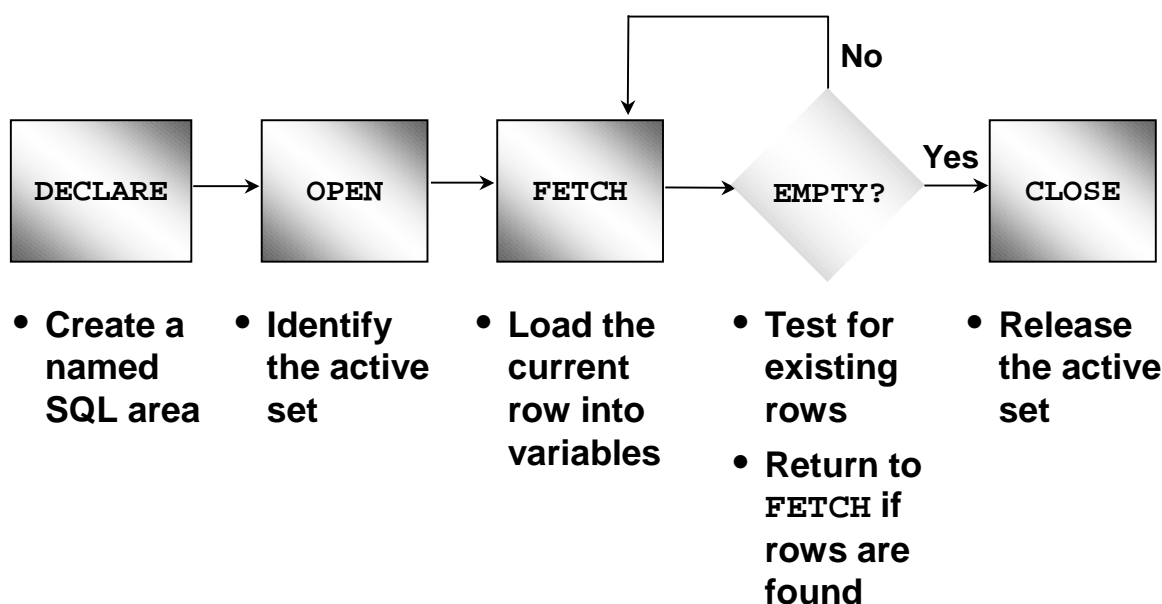 No
Yes
DECLARE
OPEN
FETCH
EMPTY?
CLOSE
• Create a
named
SQL area
• Identify
the active
set
• Load the
current
row into
variables
• Test for
existing
rows
• Return to
FETCH if
rows are
found
• Release
the active
set